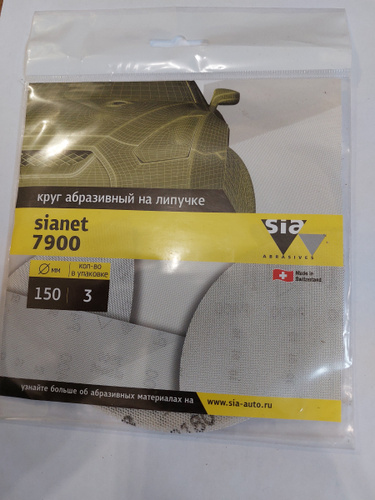 круг абразивный на липучке
sianet
7900
sia
ABRASIVES
Ø мм
кол-во
в упаковке
150
3
Made in
Switzerland
узнайте больше об абразивных материалах на
www.sia-auto.ru
P180